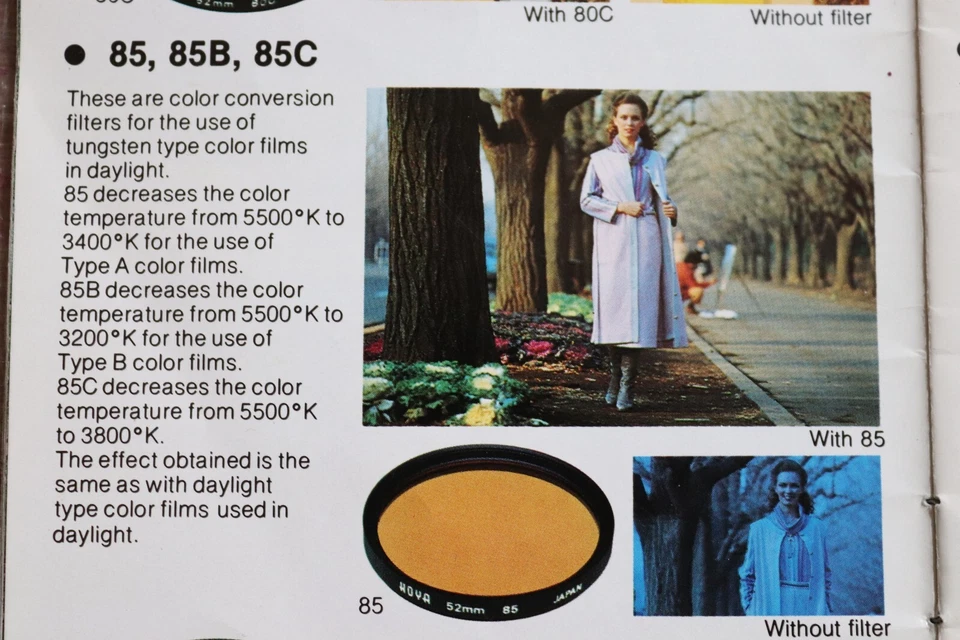 With 80C
Without filter
● 85, 85B, 85C
These are color conversion
filters for the use of
tungsten type color films
in daylight.
85 decreases the color
temperature from 5500°K to
3400°K for the use of
Type A color films.
85B decreases the color
temperature from 5500°K to
3200°K for the use of
Type B color films.
85C decreases the color
temperature from 5500°K
to 3800°K.
The effect obtained is the
same as with daylight
type color films used in
daylight.
With 85
85
HOYA 52mm 85 JAPAN
Without filter